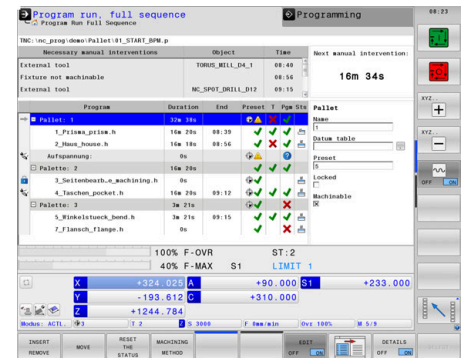 Program run, full sequence
Program Run Full Sequence
Programming
08:23
TNC:\nc_prog\demo\Pallet\01_START_BPM.p
Necessary manual interventions Object Time
External tool TORUS_MILL_D4_1 08:40
Fixture not machinable 08:56
External tool NC_SPOT_DRILL_D12 09:15
Next manual intervention:
16m 34s
Program Duration End Preset T Pgm Sts
Pallet: 1 32m 38s
1_Prisma_prism.h 16m 20s 08:39
2_Haus_house.h 16m 18s 08:56
Aufspannung: 0s
Palette: 2 16m 20s
3_Seitenbearb…e_machining.h 0s
4_Taschen_pocket.h 16m 20s 09:12
Palette: 3 3m 21s
5_Winkelstueck_bend.h 3m 21s 09:15
7_Flansch_flange.h 0s
Pallet
Name
1
Datum table
Preset
5
Locked
Machinable
XYZ...
XYZ...
OFF ON
100% F-OVR ST:2
40% F-MAX S1 LIMIT 1
X +324.025 A +90.000 S1 +233.000
Y -193.612 C +310.000
Z +1244.784
Modus: ACTL. 3 T 2 Z S 3000 F 0mm/min Ovr 100% M 5/9
INSERT
REMOVE
MOVE
RESET
THE
STATUS
MACHINING
METHOD
EDIT
OFF ON
DETAILS
OFF ON